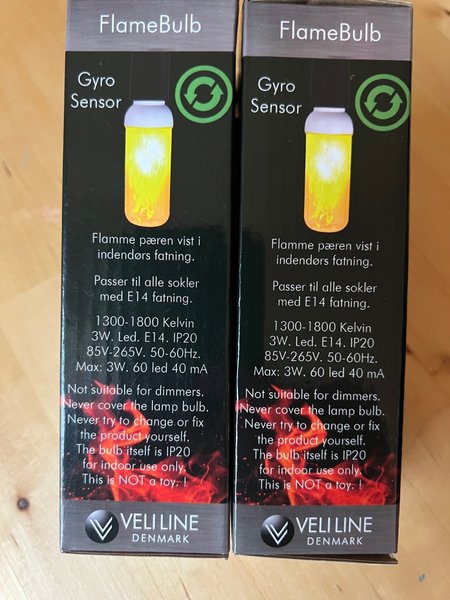 FlameBulb
Gyro
Sensor
Flamme pæren vist i
indendørs fatning.
Passer til alle sokler
med E14 fatning.
1300-1800 Kelvin
3W. Led. E14. IP20
85V-265V. 50-60Hz.
Max: 3W. 60 led 40 mA
Not suitable for dimmers.
Never cover the lamp bulb.
Never try to change or fix
the product yourself.
The bulb itself is IP20
for indoor use only.
This is NOT a toy. !
VELI LINE
DENMARK
FlameBulb
Gyro
Sensor
Flamme pæren vist i
indendørs fatning.
Passer til alle sokler
med E14 fatning.
1300-1800 Kelvin
3W. Led. E14. IP20
85V-265V. 50-60Hz.
Max: 3W. 60 led 40 mA
Not suitable for dimmers.
Never cover the lamp bulb.
Never try to change or fix
the product yourself.
The bulb itself is IP20
for indoor use only.
This is NOT a toy. !
VELI LINE
DENMARK